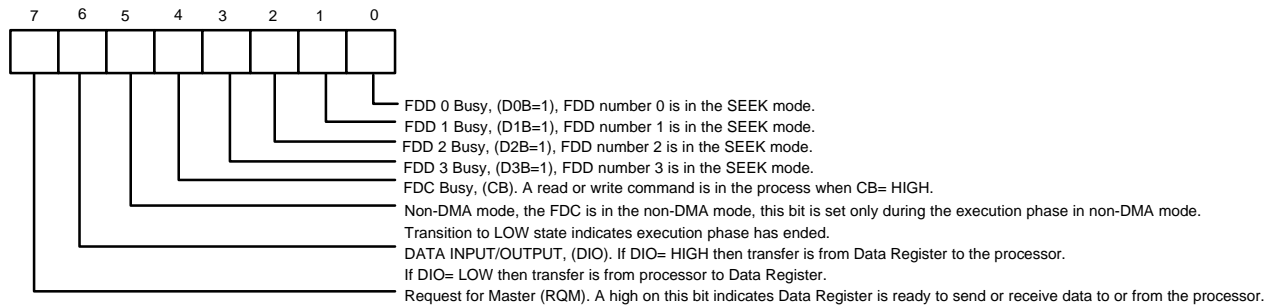 7 6 5 4 3 2 1 0
FDD 0 Busy, (D0B=1), FDD number 0 is in the SEEK mode.
FDD 1 Busy, (D1B=1), FDD number 1 is in the SEEK mode.
FDD 2 Busy, (D2B=1), FDD number 2 is in the SEEK mode.
FDD 3 Busy, (D3B=1), FDD number 3 is in the SEEK mode.
FDC Busy, (CB). A read or write command is in the process when CB= HIGH.
Non-DMA mode, the FDC is in the non-DMA mode, this bit is set only during the execution phase in non-DMA mode.
Transition to LOW state indicates execution phase has ended.
DATA INPUT/OUTPUT, (DIO). If DIO= HIGH then transfer is from Data Register to the processor.
If DIO= LOW then transfer is from processor to Data Register.
Request for Master (RQM). A high on this bit indicates Data Register is ready to send or receive data to or from the processor.